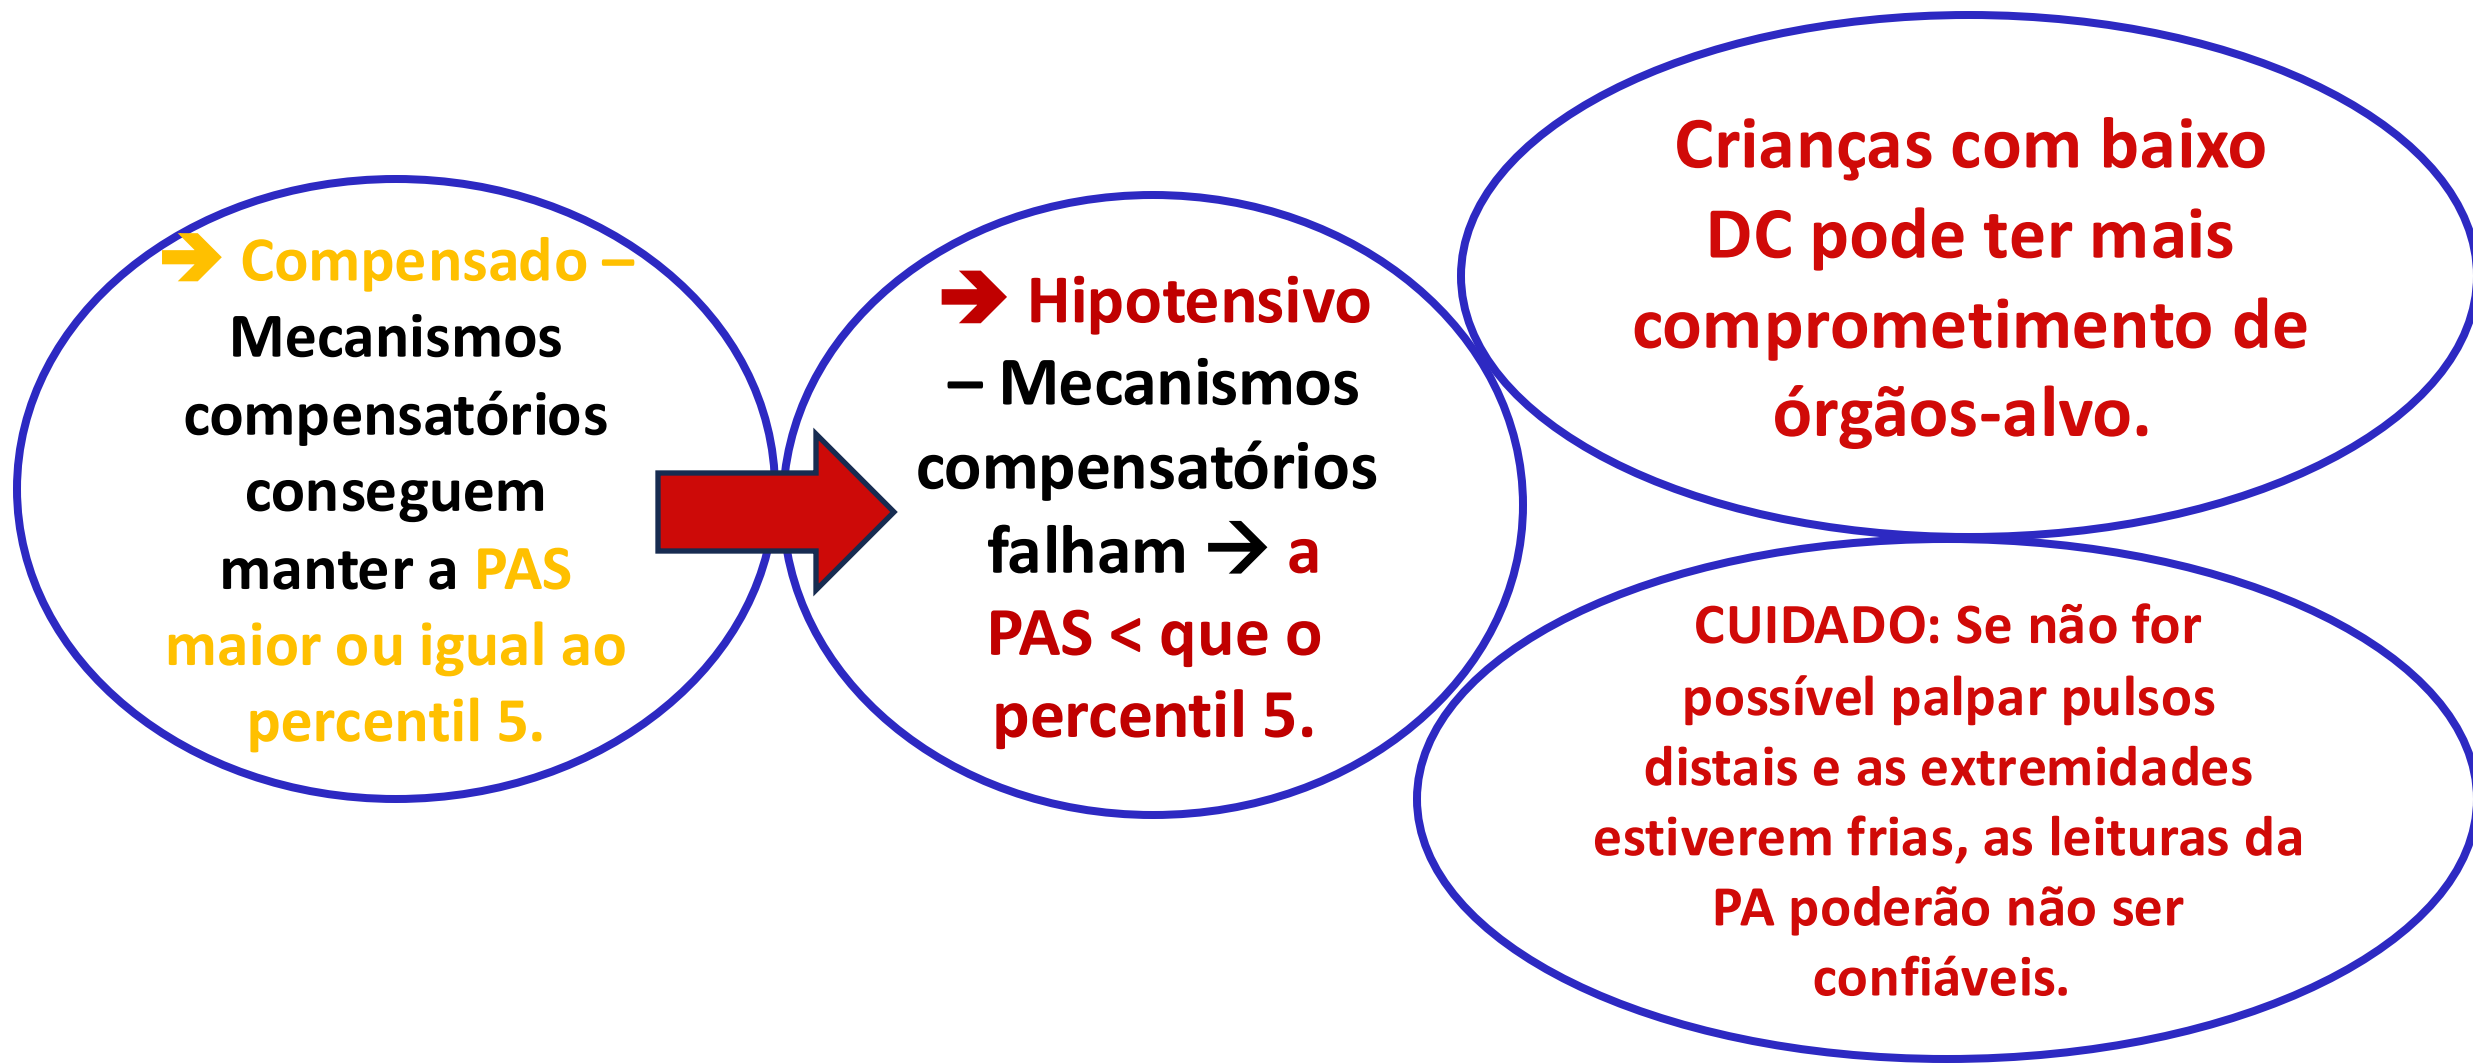 ➔ Compensado –
Mecanismos
compensatórios
conseguem
manter a PAS
maior ou igual ao
percentil 5.
➔ Hipotensivo
– Mecanismos
compensatórios
falham → a
PAS < que o
percentil 5.
Crianças com baixo
DC pode ter mais
comprometimento de
órgãos-alvo.
CUIDADO: Se não for
possível palpar pulsos
distais e as extremidades
estiverem frias, as leituras da
PA poderão não ser
confiáveis.